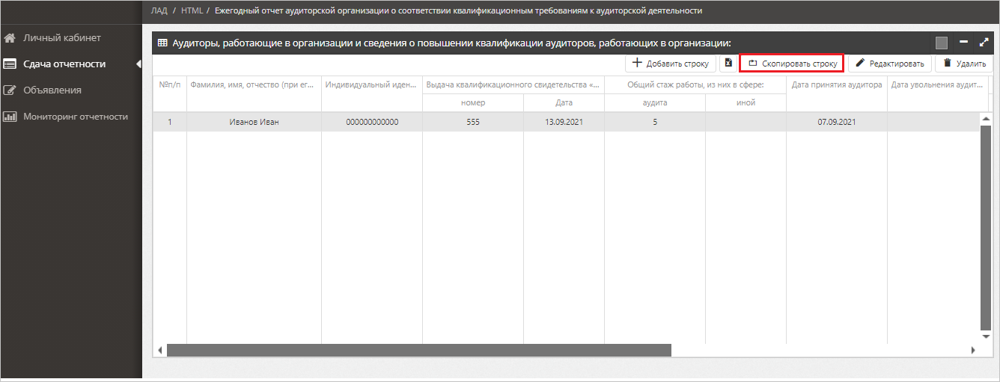 ЛАД / HTML / Ежегодный отчет аудиторской организации о соответствии квалификационным требованиям к аудиторской деятельности
Личный кабинет
Сдача отчетности
Объявления
Мониторинг отчетности
Аудиторы, работающие в организации и сведения о повышении квалификации аудиторов, работающих в организации:
Добавить строку Скопировать строку Редактировать Удалить
№п/п Фамилия, имя, отчество (при ег... Индивидуальный иден... Выдача квалификационного свидетельства «... Общий стаж работы, из них в сфере: Дата принятия аудитора Дата увольнения аудит...
номер Дата аудита иной
1 Иванов Иван 000000000000 555 13.09.2021 5 07.09.2021